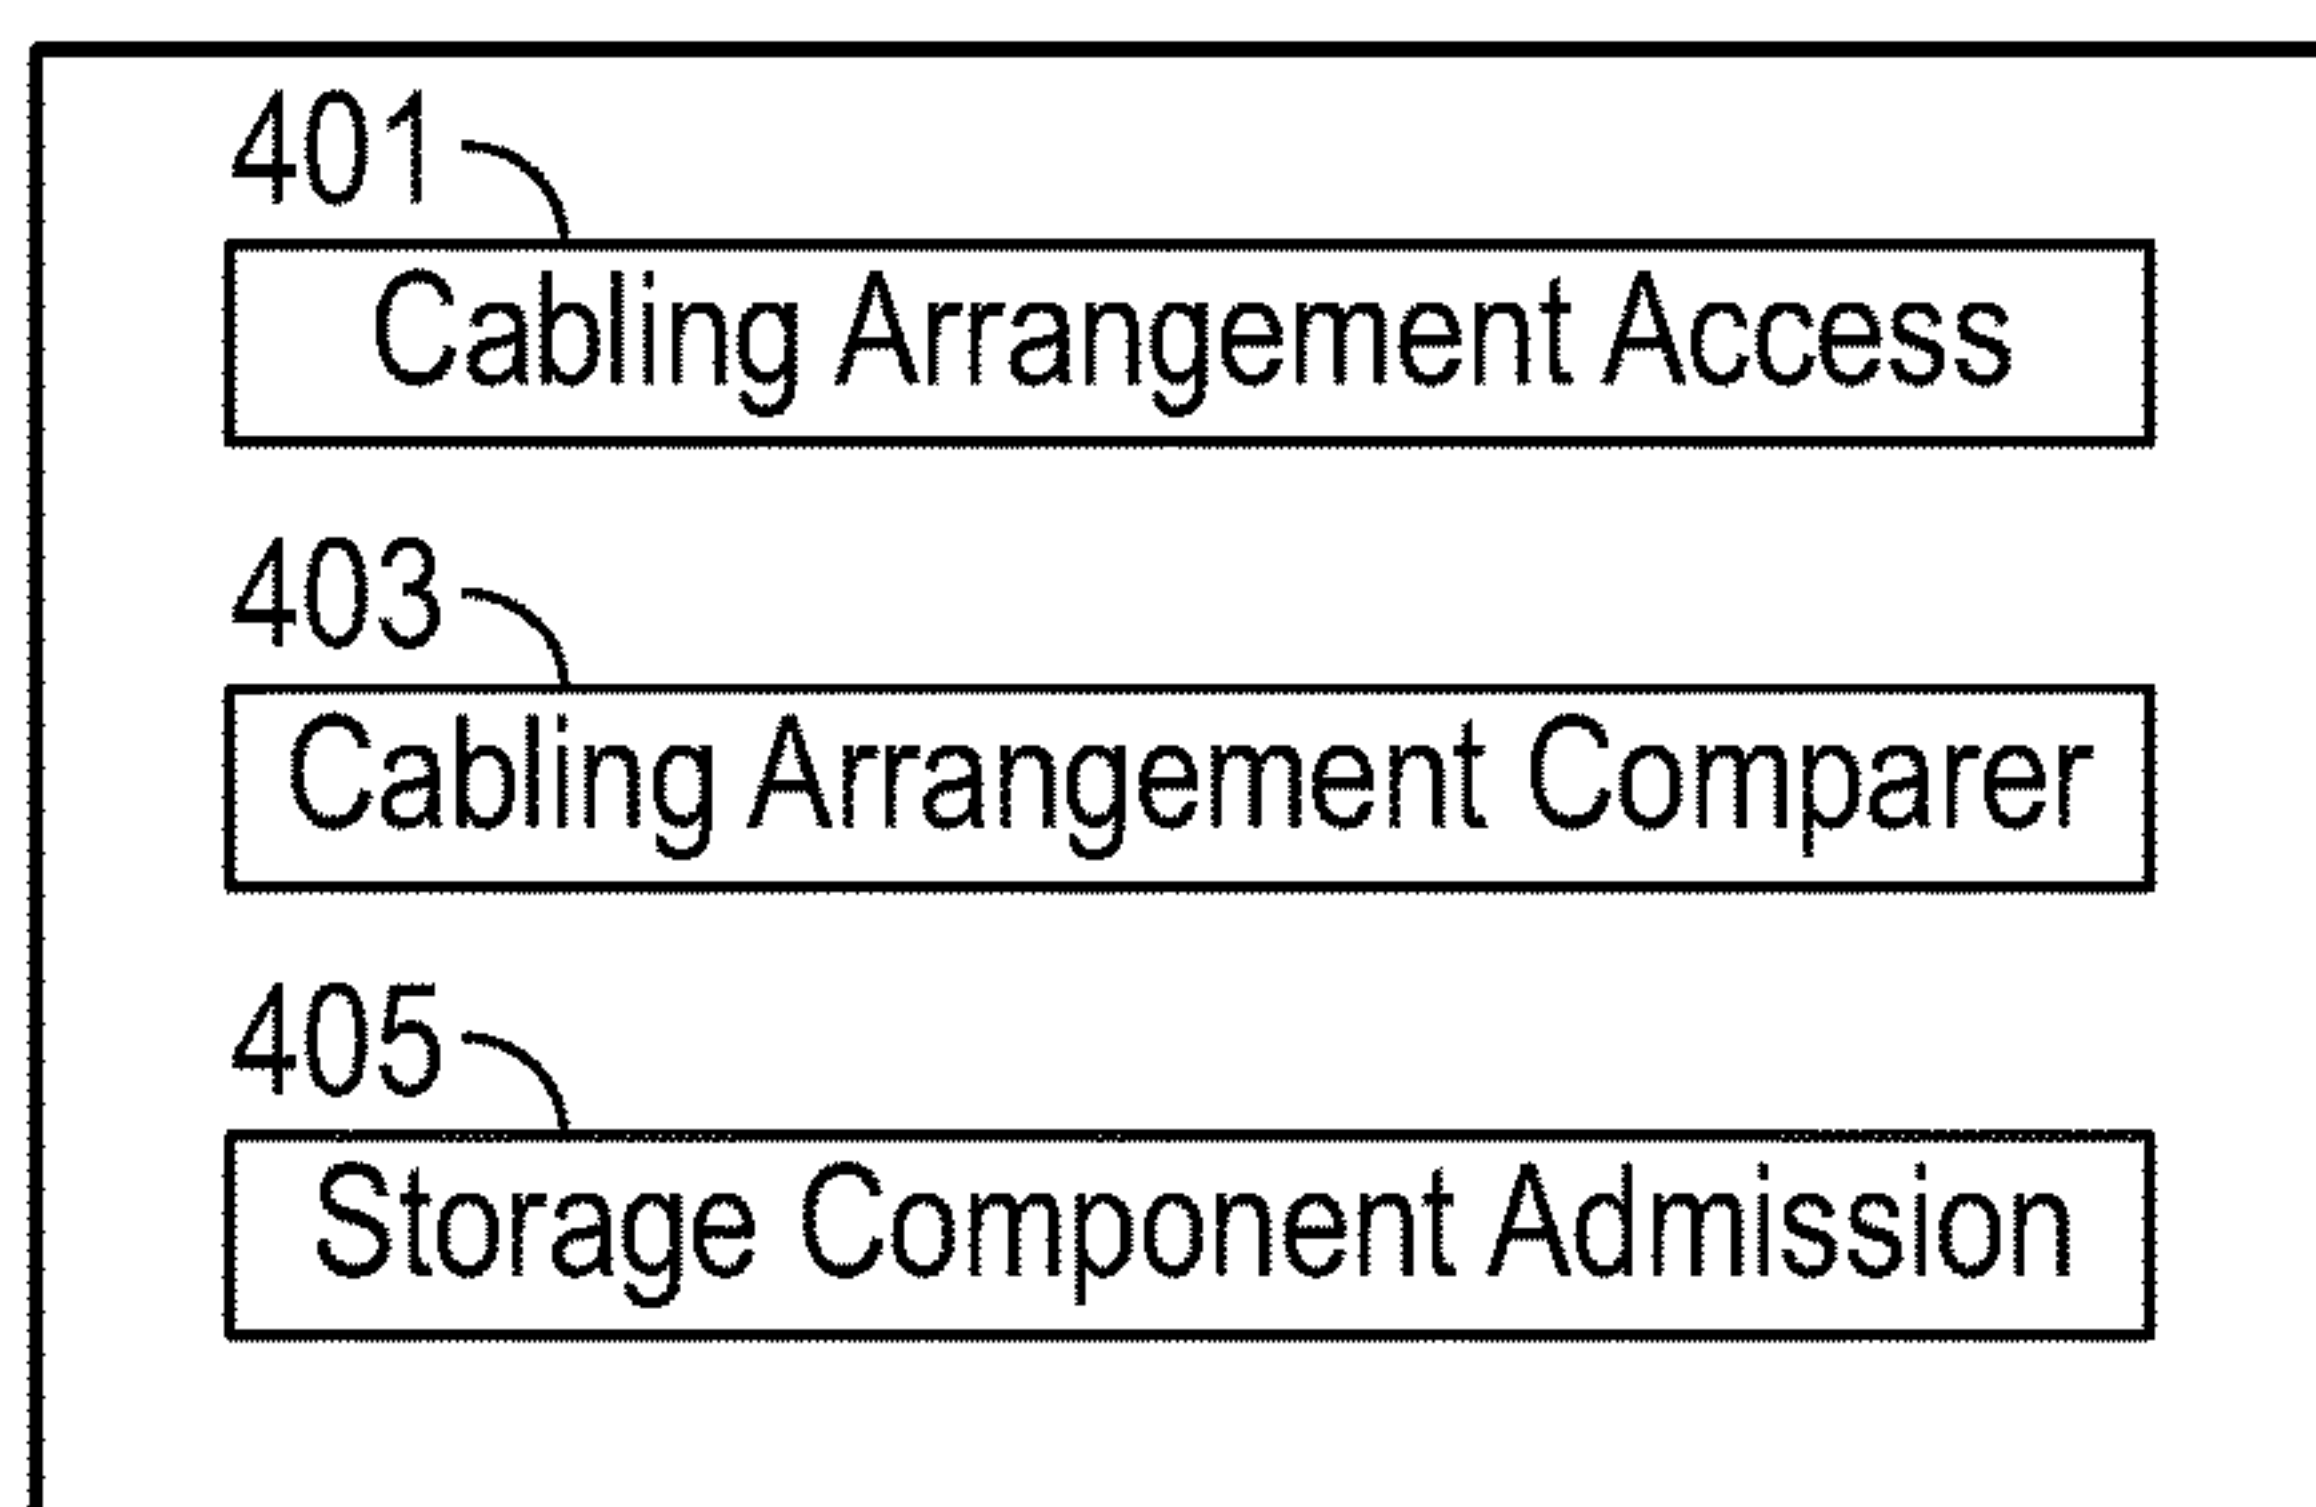 401
Cabling Arrangement Access
403
Cabling Arrangement Comparer
405
Storage Component Admission